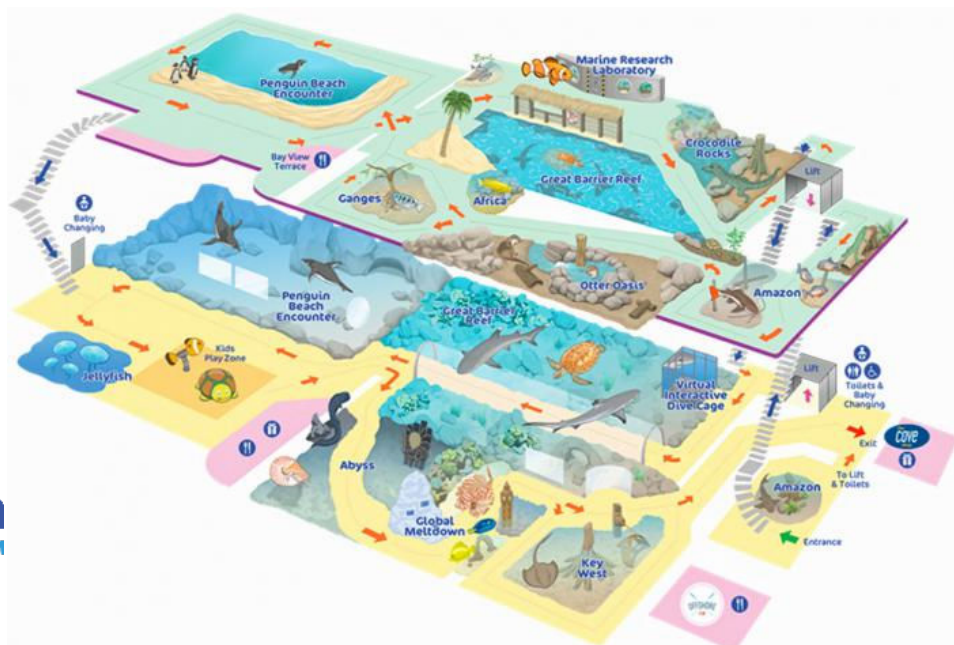 Penguin Beach
Encounter
Marine Research
Laboratory
Crocodile
Rocks
Lift
Bay View
Terrace
Great Barrier Reef
Ganges
Africa
Baby
Changing
Otter Oasis
Amazon
Penguin
Beach
Encounter
Great Barrier
Reef
Jellyfish
Kids
Play Zone
Virtual
Interactive
Dive Cage
Lift
Toilets &
Baby
Changing
cove
Exit
To Lift
& Toilets
Abyss
Amazon
Global
Meltdown
Entrance
Key
West
OFFSHORE